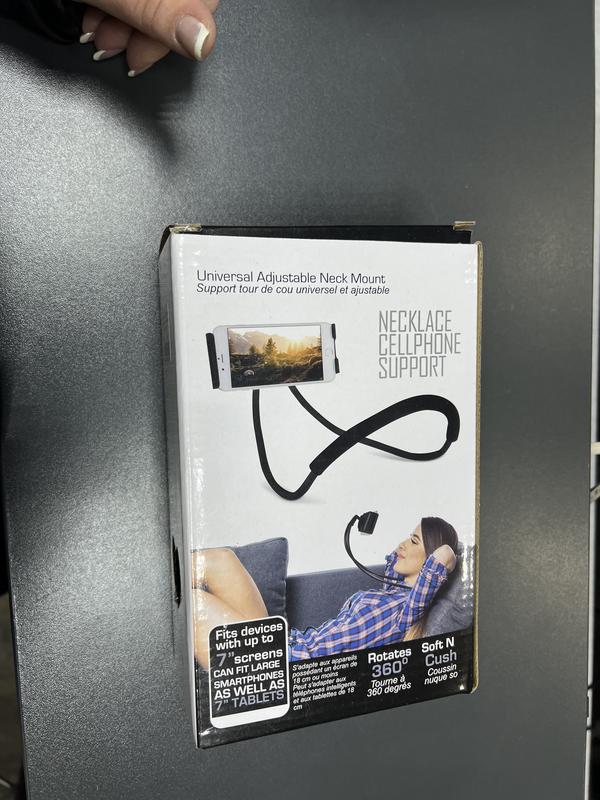 Universal Adjustable Neck Mount
Support tour de cou universel et ajustable
NECKLACE
CELLPHONE
SUPPORT
Fits devices
with up to
7" screens
CAN FIT LARGE
SMARTPHONES
AS WELL AS
7" TABLETS
S'adapte aux appareils
possédant un écran de
18 cm ou moins
Peut s'adapter aux
téléphones intelligents
et aux tablettes de 18
cm
Rotates
360°
Tourne à
360 degrés
Soft N
Cush
Coussin
nuque so